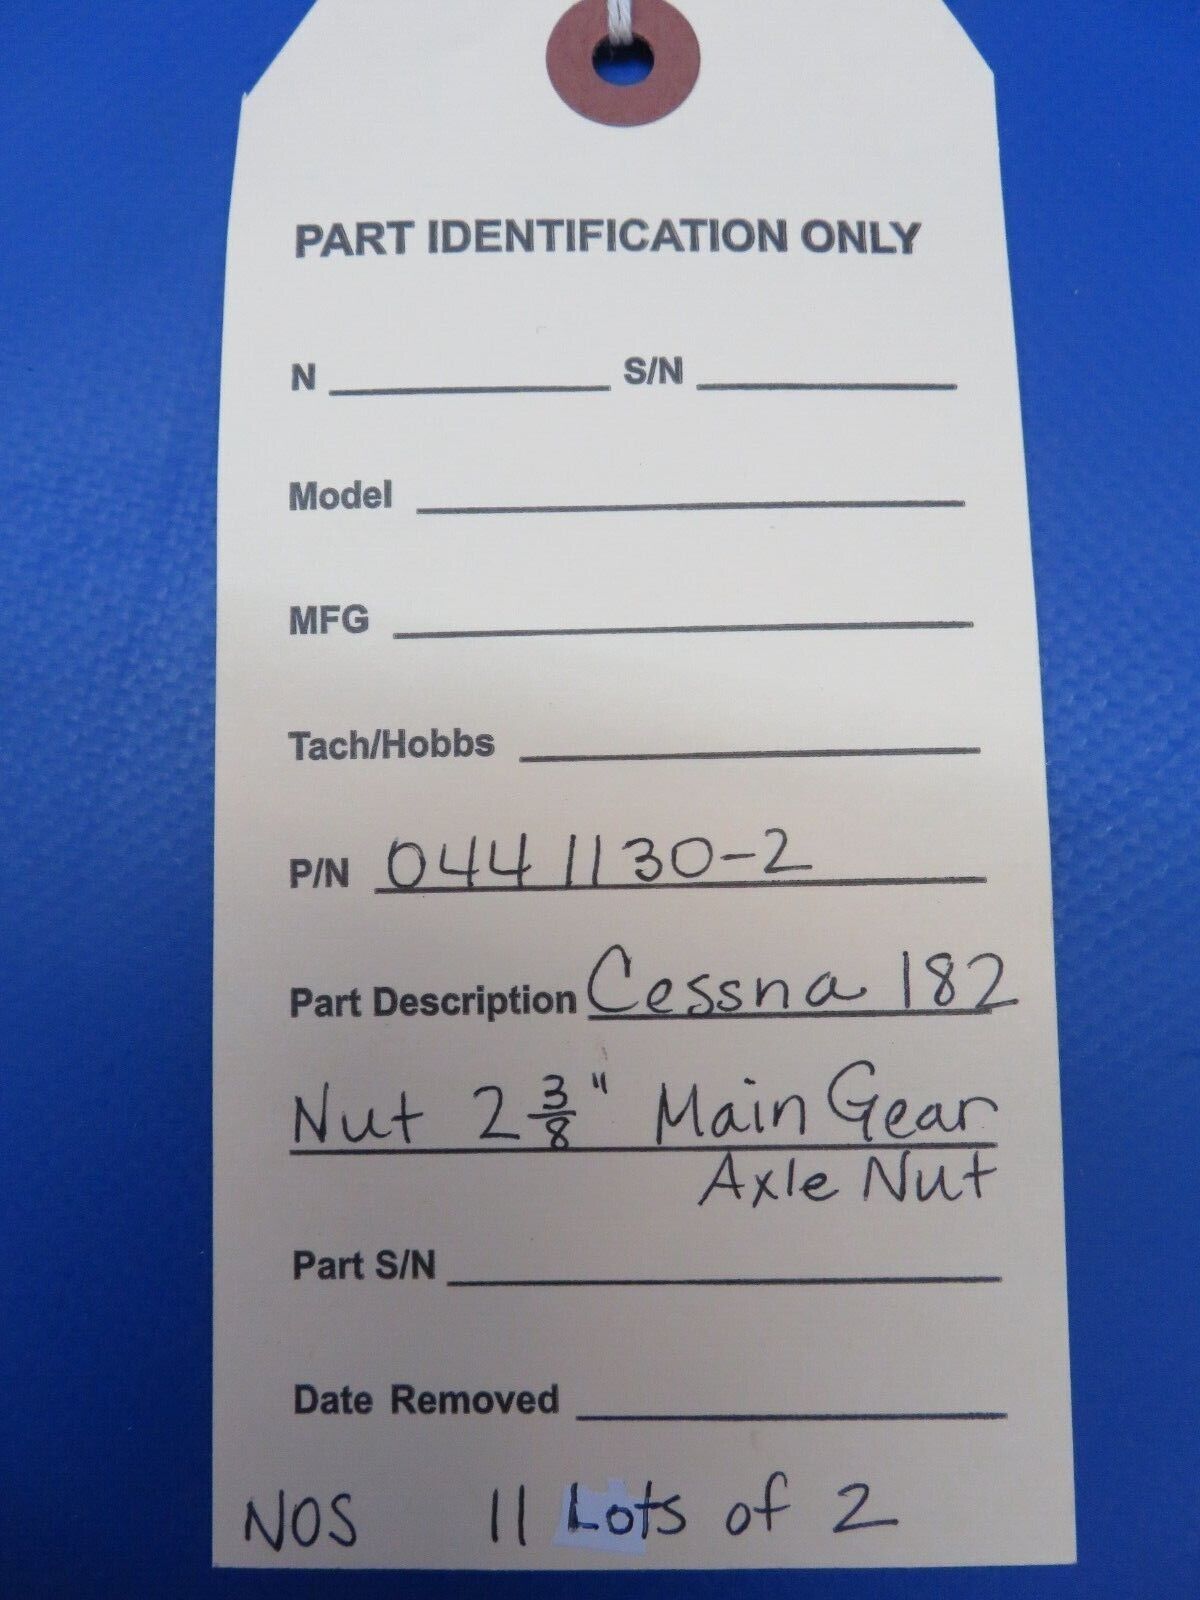 PART IDENTIFICATION ONLY
N S/N
Model
MFG
Tach/Hobbs
P/N 0441130-2
Part Description Cessna 182
Nut 2 3/8" Main Gear
Axle Nut
Part S/N
Date Removed
NOS 11 Lots of 2